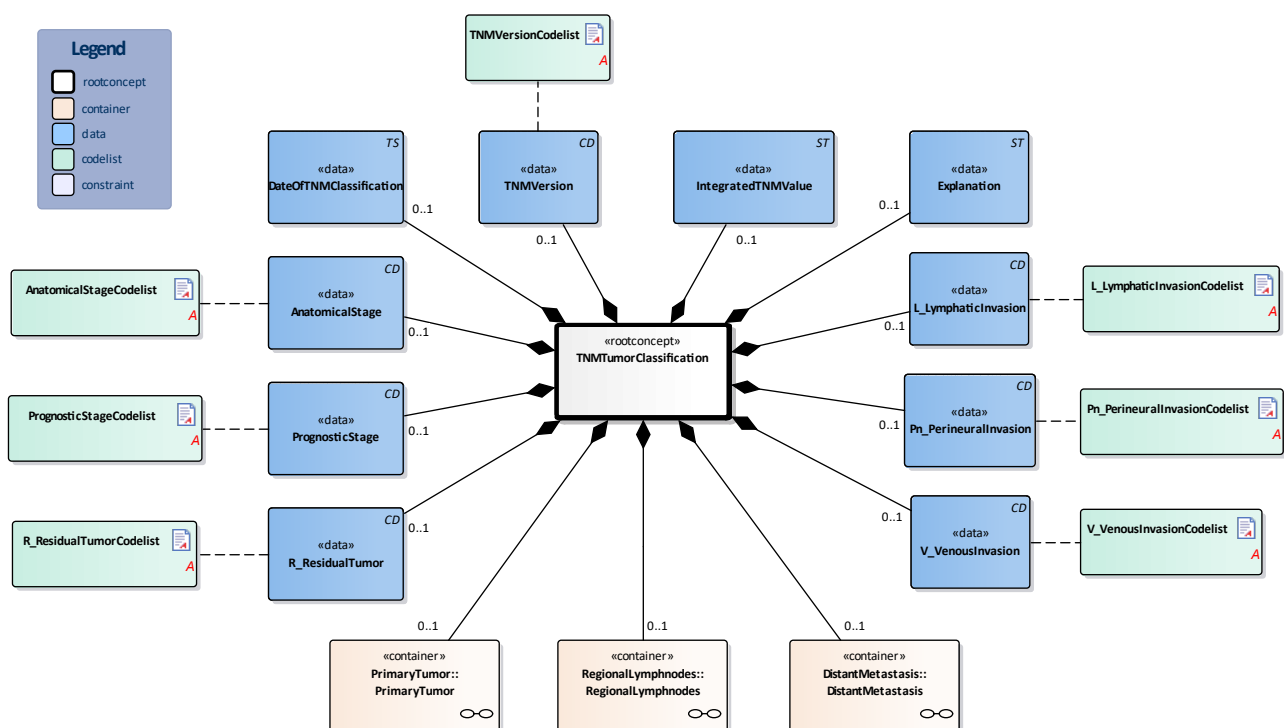 Legend
rootconcept
container
data
codelist
constraint
TNMVersionCodelist
A
TS
«data»
DateOfTNMClassification
0..1
CD
«data»
TNMVersion
0..1
ST
«data»
IntegratedTNMValue
0..1
ST
«data»
Explanation
0..1
AnatomicalStageCodelist
A
CD
«data»
AnatomicalStage
0..1
CD
«data»
L_LymphaticInvasion
0..1
L_LymphaticInvasionCodelist
A
«rootconcept»
TNMTumorClassification
PrognosticStageCodelist
A
CD
«data»
PrognosticStage
0..1
CD
«data»
Pn_PerineuralInvasion
0..1
Pn_PerineuralInvasionCodelist
A
R_ResidualTumorCodelist
A
CD
«data»
R_ResidualTumor
0..1
CD
«data»
V_VenousInvasion
0..1
V_VenousInvasionCodelist
A
0..1
«container»
PrimaryTumor::
PrimaryTumor
0..1
«container»
RegionalLymphnodes::
RegionalLymphnodes
0..1
«container»
DistantMetastasis::
DistantMetastasis